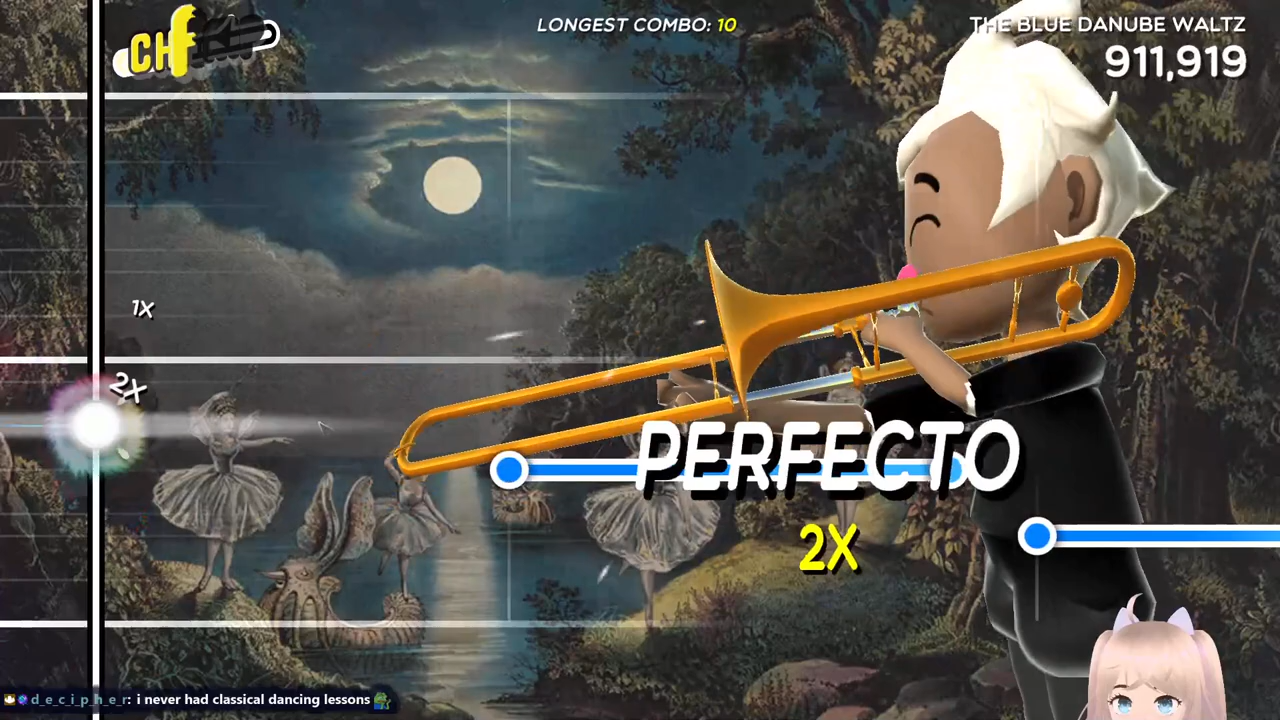 LONGEST COMBO: 10
THE BLUE DANUBE WALTZ
911,919
CHF
1X
2X
PERFECTO
2X
d_e_c_i_p_h_e_r: i never had classical dancing lessons